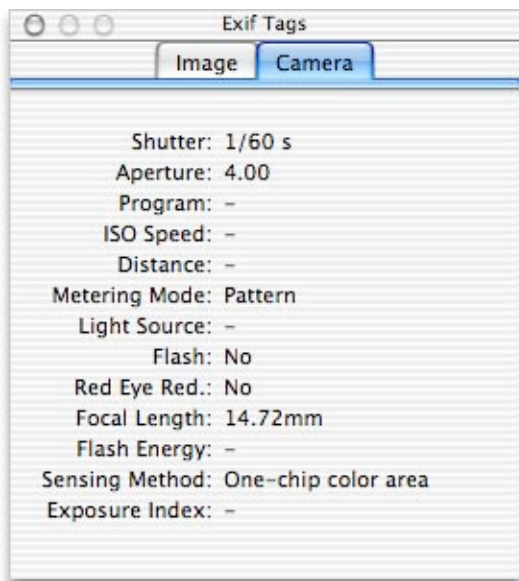 Exif Tags
Image Camera
Shutter: 1/60 s
Aperture: 4.00
Program: –
ISO Speed: –
Distance: –
Metering Mode: Pattern
Light Source: –
Flash: No
Red Eye Red.: No
Focal Length: 14.72mm
Flash Energy: –
Sensing Method: One-chip color area
Exposure Index: –